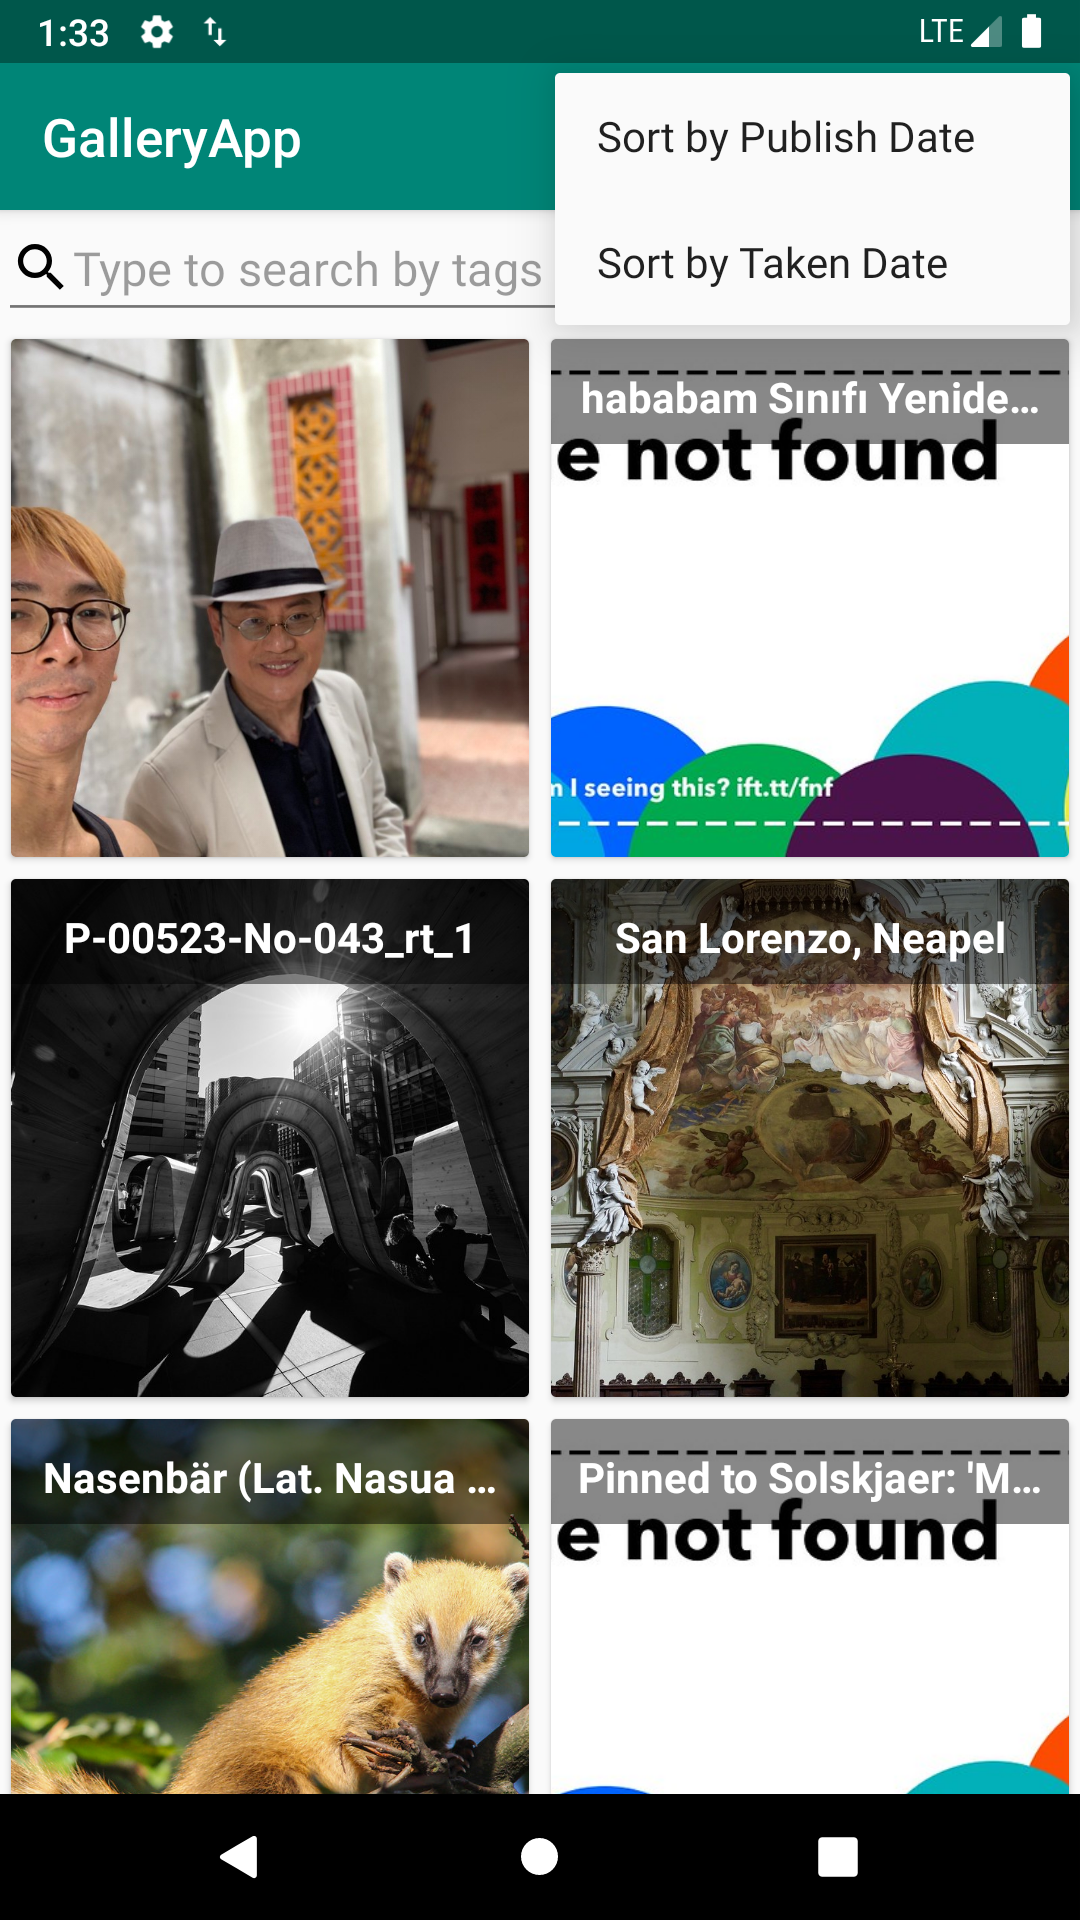 1:33
LTE
GalleryApp
Sort by Publish Date
Sort by Taken Date
Type to search by tags
hababam Sınıfı Yenide...
e not found
I seeing this? ift.tt/fnf
P-00523-No-043_rt_1
San Lorenzo, Neapel
Nasenbär (Lat. Nasua ...
Pinned to Solskjaer: 'M...
e not found